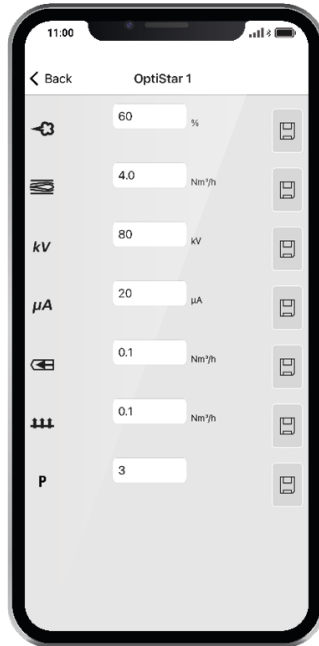 11:00
Back
OptiStar 1
60 %
4.0 Nm³/h
kV 80 kV
µA 20 µA
0.1 Nm³/h
0.1 Nm³/h
P 3